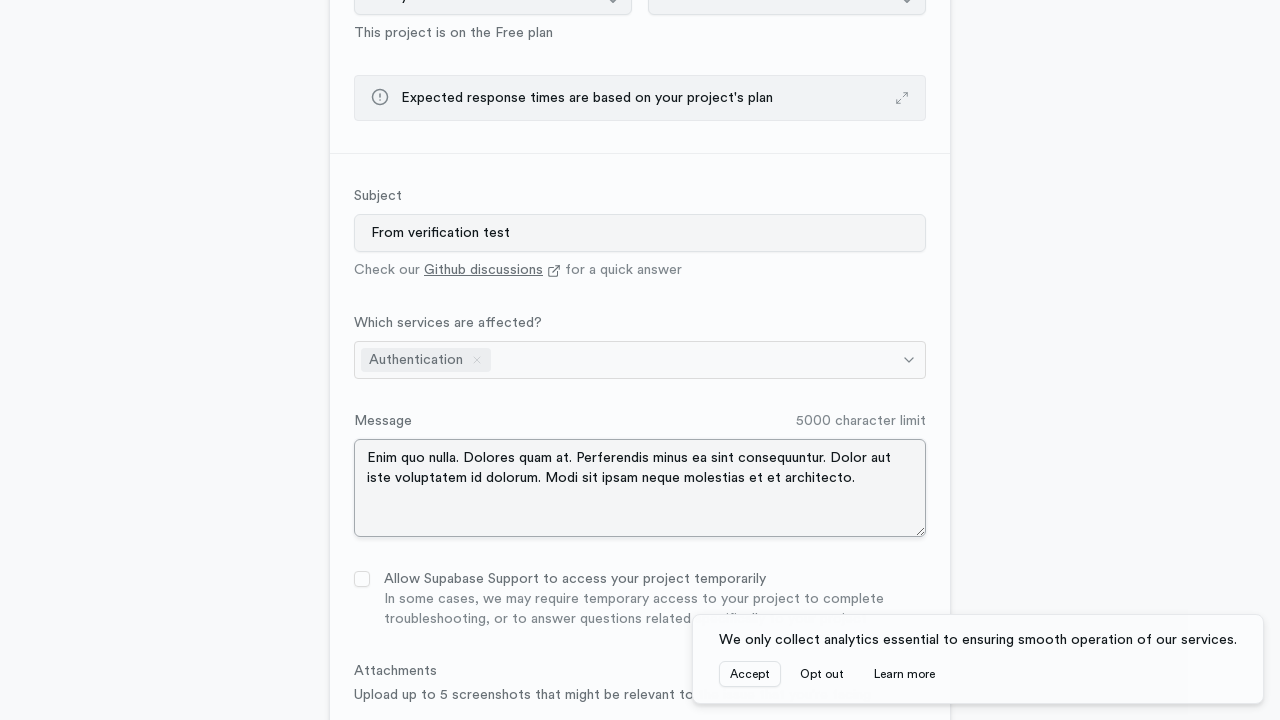 This project is on the Free plan
Expected response times are based on your project's plan
Subject
From verification test
Check our Github discussions for a quick answer
Which services are affected?
Authentication
Message
5000 character limit
Enim quo nulla. Dolores quam at. Perferendis minus ea sint consequuntur. Dolor aut
iste voluptatem id dolorum. Modi sit ipsam neque molestias et et architecto.
Allow Supabase Support to access your project temporarily
In some cases, we may require temporary access to your project to complete
troubleshooting, or to answer questions related
We only collect analytics essential to ensuring smooth operation of our services.
Accept
Opt out
Learn more
Attachments
Upload up to 5 screenshots that might be relevant to